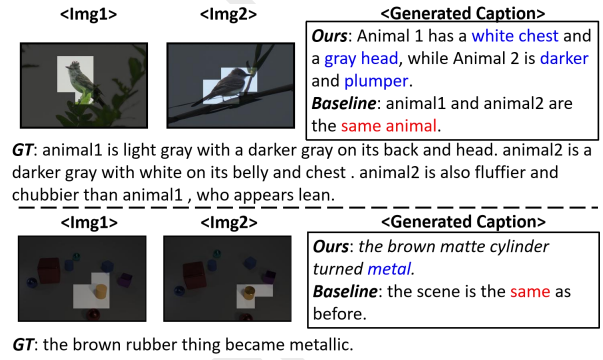 <Img1> <Img2> <Generated Caption>
Ours: Animal 1 has a white chest and
a gray head, while Animal 2 is darker
and plumper.
Baseline: animal1 and animal2 are
the same animal.
GT: animal1 is light gray with a darker gray on its back and head. animal2 is a
darker gray with white on its belly and chest . animal2 is also fluffier and
chubbier than animal1 , who appears lean.
<Img1> <Img2> <Generated Caption>
Ours: the brown matte cylinder
turned metal.
Baseline: the scene is the same as
before.
GT: the brown rubber thing became metallic.